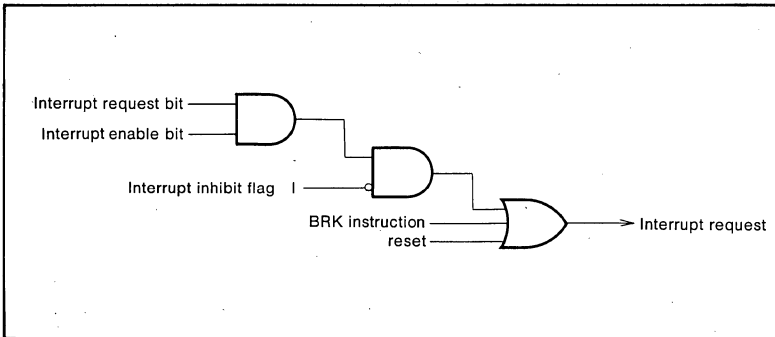 Interrupt request bit
Interrupt enable bit
Interrupt inhibit flag I
BRK instruction
reset
Interrupt request